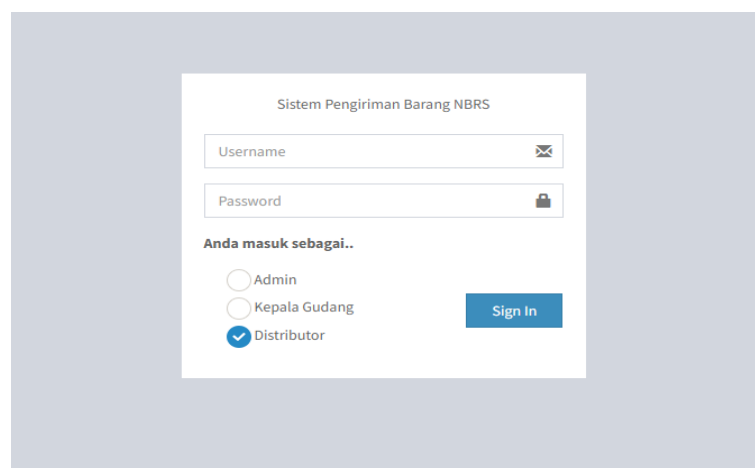 Sistem Pengiriman Barang NBRS
Username
Password
Anda masuk sebagai..
Admin
Kepala Gudang
Sign In
Distributor